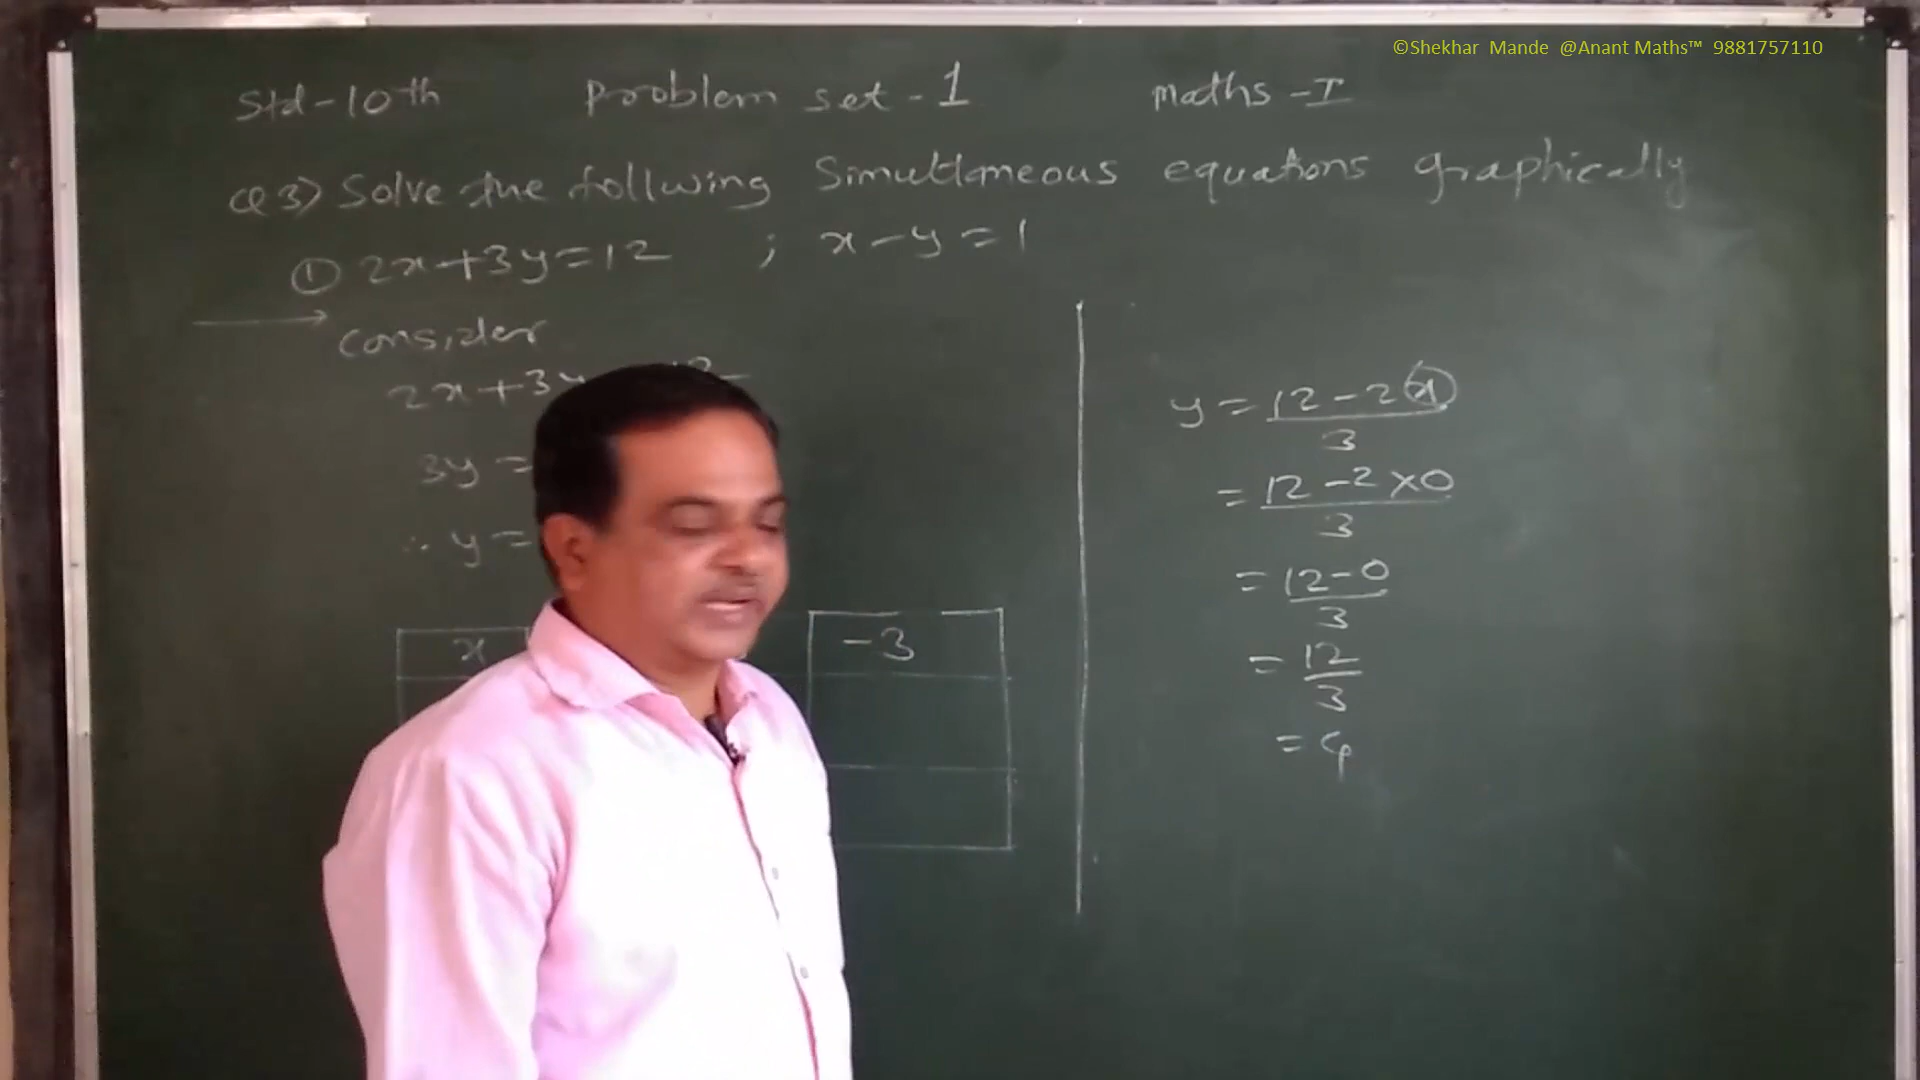 ©Shekhar Mande @Anant Maths™ 9881757110
Std-10th Problem set-1 Maths-I
Q3) Solve the follwing Simultaneous equations graphically
① 2x+3y=12 ; x-y=1
Consider
2x+3y 12
3y=
∴ y=
x -3
y = 12-2x
3
= 12-2×0
3
= 12-0
3
= 12
3
= 4